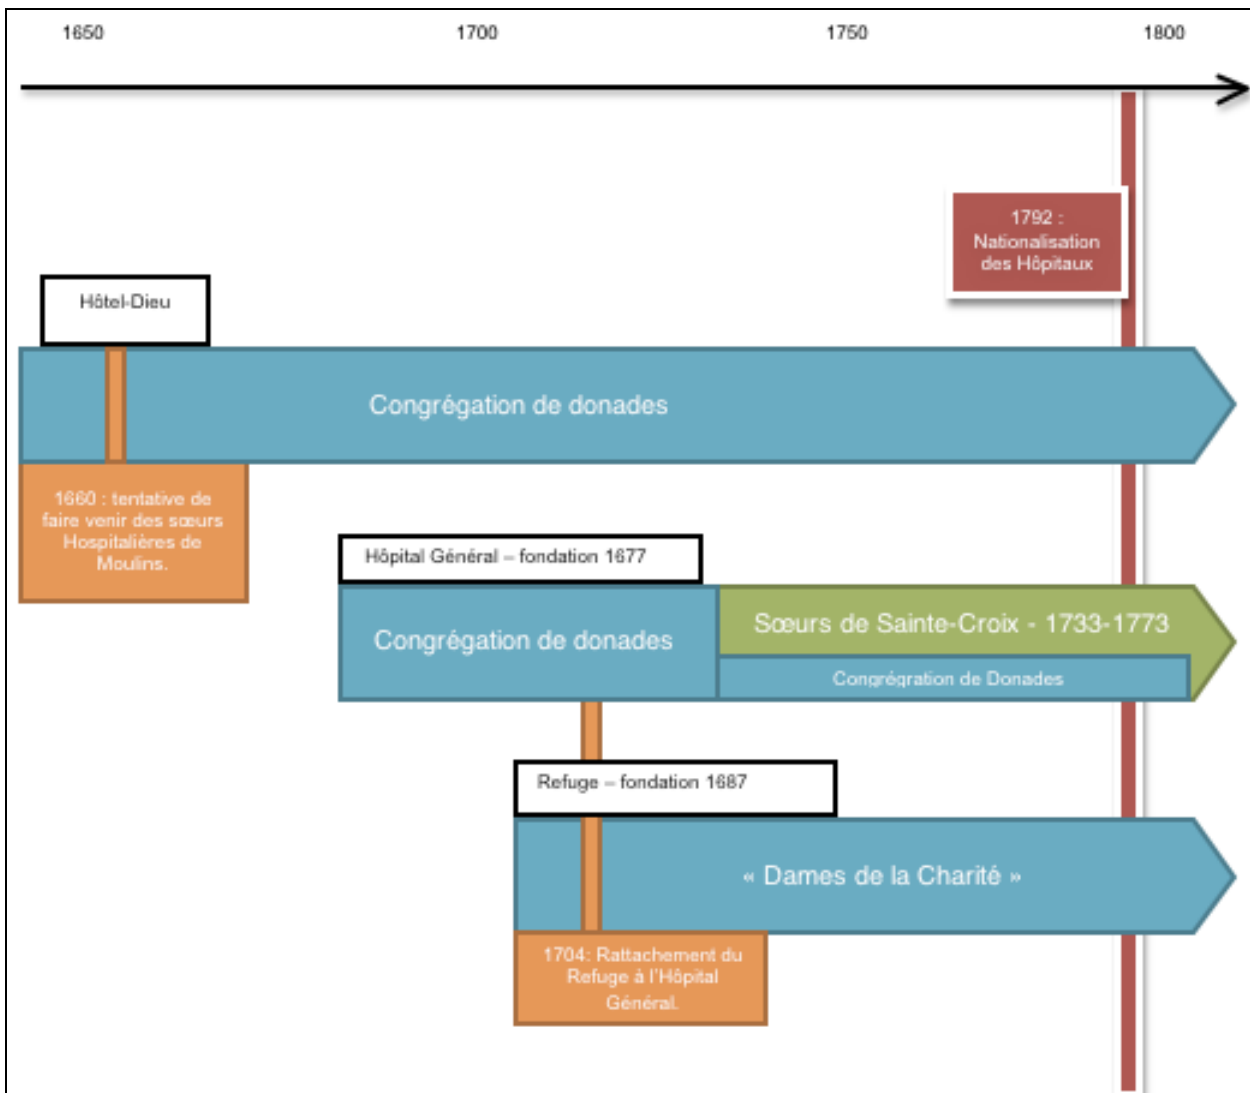 1650 1700 1750 1800
1792 :
Nationalisation
des Hôpitaux
Hôtel-Dieu
Congrégation de donades
1660 : tentative de
faire venir des sœurs
Hospitalières de
Moulins.
Hôpital Général – fondation 1677
Congrégation de donades
Sœurs de Sainte-Croix - 1733-1773
Congrégration de Donades
Refuge – fondation 1687
« Dames de la Charité »
1704: Rattachement du
Refuge à l'Hôpital
Général.